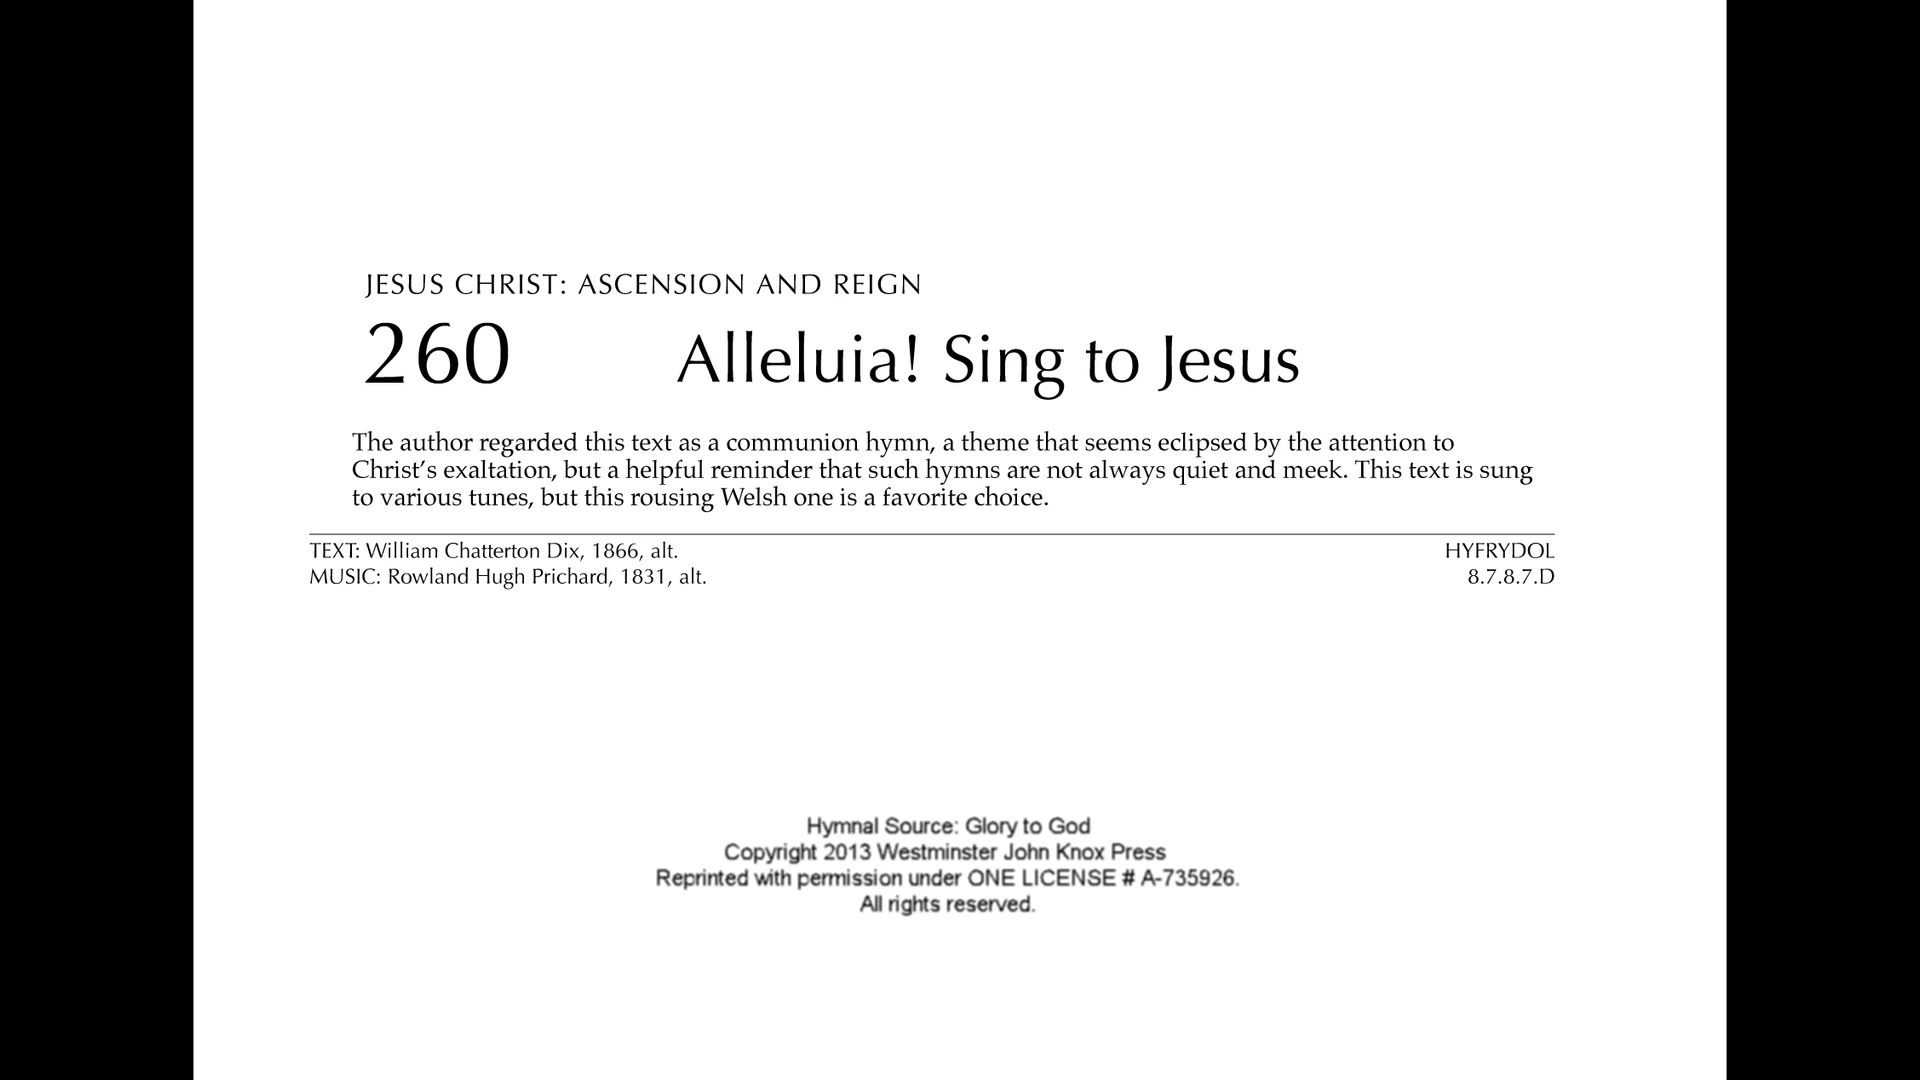 JESUS CHRIST: ASCENSION AND REIGN
260 Alleluia! Sing to Jesus
The author regarded this text as a communion hymn, a theme that seems eclipsed by the attention to
Christ's exaltation, but a helpful reminder that such hymns are not always quiet and meek. This text is sung
to various tunes, but this rousing Welsh one is a favorite choice.
TEXT: William Chatterton Dix, 1866, alt. HYFRYDOL
MUSIC: Rowland Hugh Prichard, 1831, alt. 8.7.8.7.D
Hymnal Source: Glory to God
Copyright 2013 Westminster John Knox Press
Reprinted with permission under ONE LICENSE # A-735926.
All rights reserved.